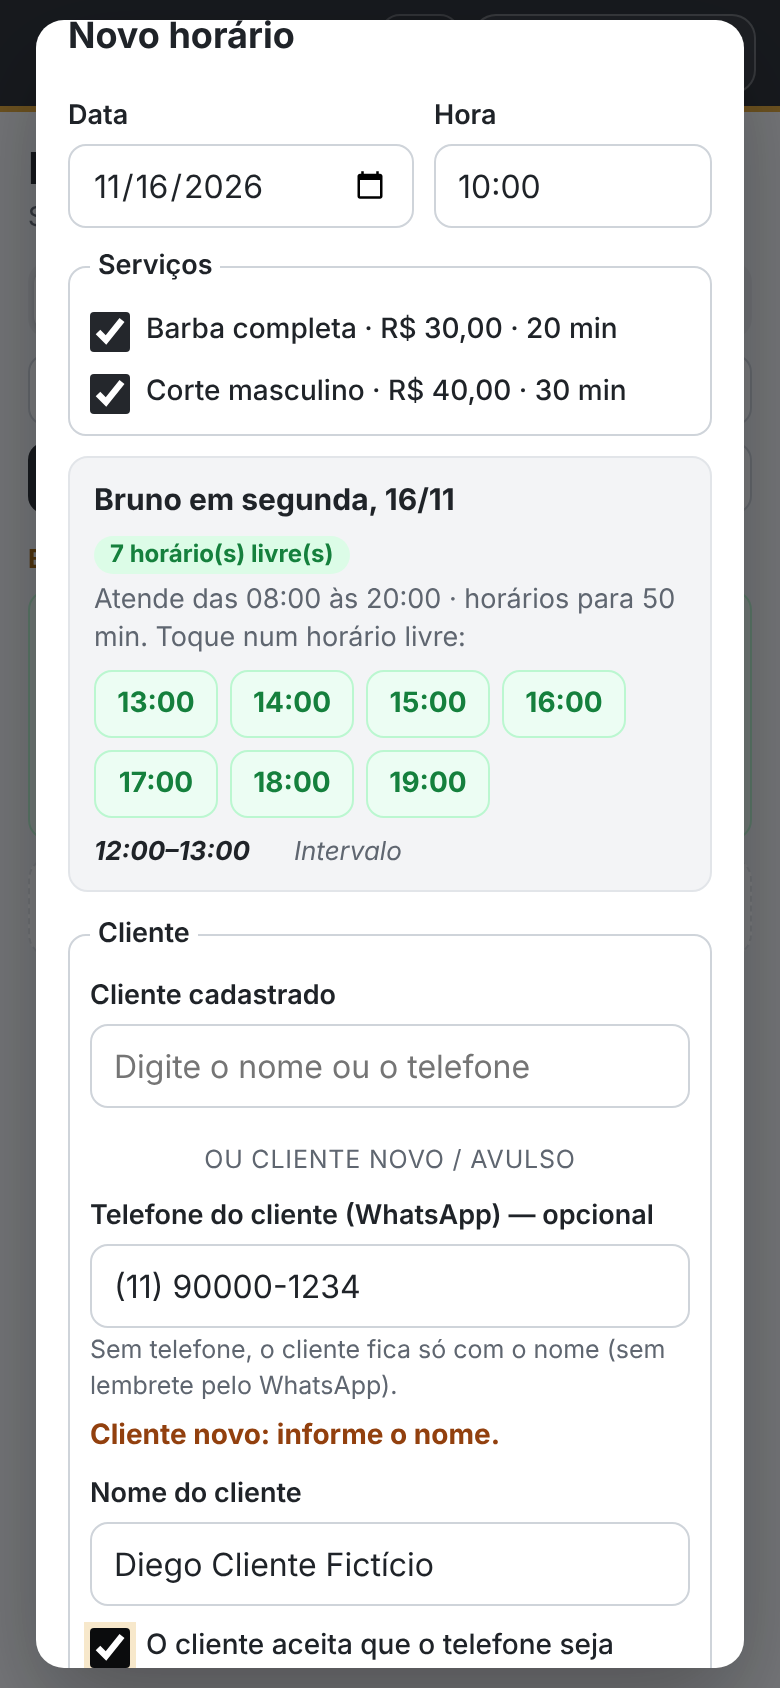 Novo horário
Data
Hora
11/16/2026
10:00
Serviços
Barba completa · R$ 30,00 · 20 min
Corte masculino · R$ 40,00 · 30 min
Bruno em segunda, 16/11
7 horário(s) livre(s)
Atende das 08:00 às 20:00 · horários para 50
min. Toque num horário livre:
13:00 14:00 15:00 16:00
17:00 18:00 19:00
12:00–13:00 Intervalo
Cliente
Cliente cadastrado
Digite o nome ou o telefone
OU CLIENTE NOVO / AVULSO
Telefone do cliente (WhatsApp) — opcional
(11) 90000-1234
Sem telefone, o cliente fica só com o nome (sem
lembrete pelo WhatsApp).
Cliente novo: informe o nome.
Nome do cliente
Diego Cliente Fictício
O cliente aceita que o telefone seja